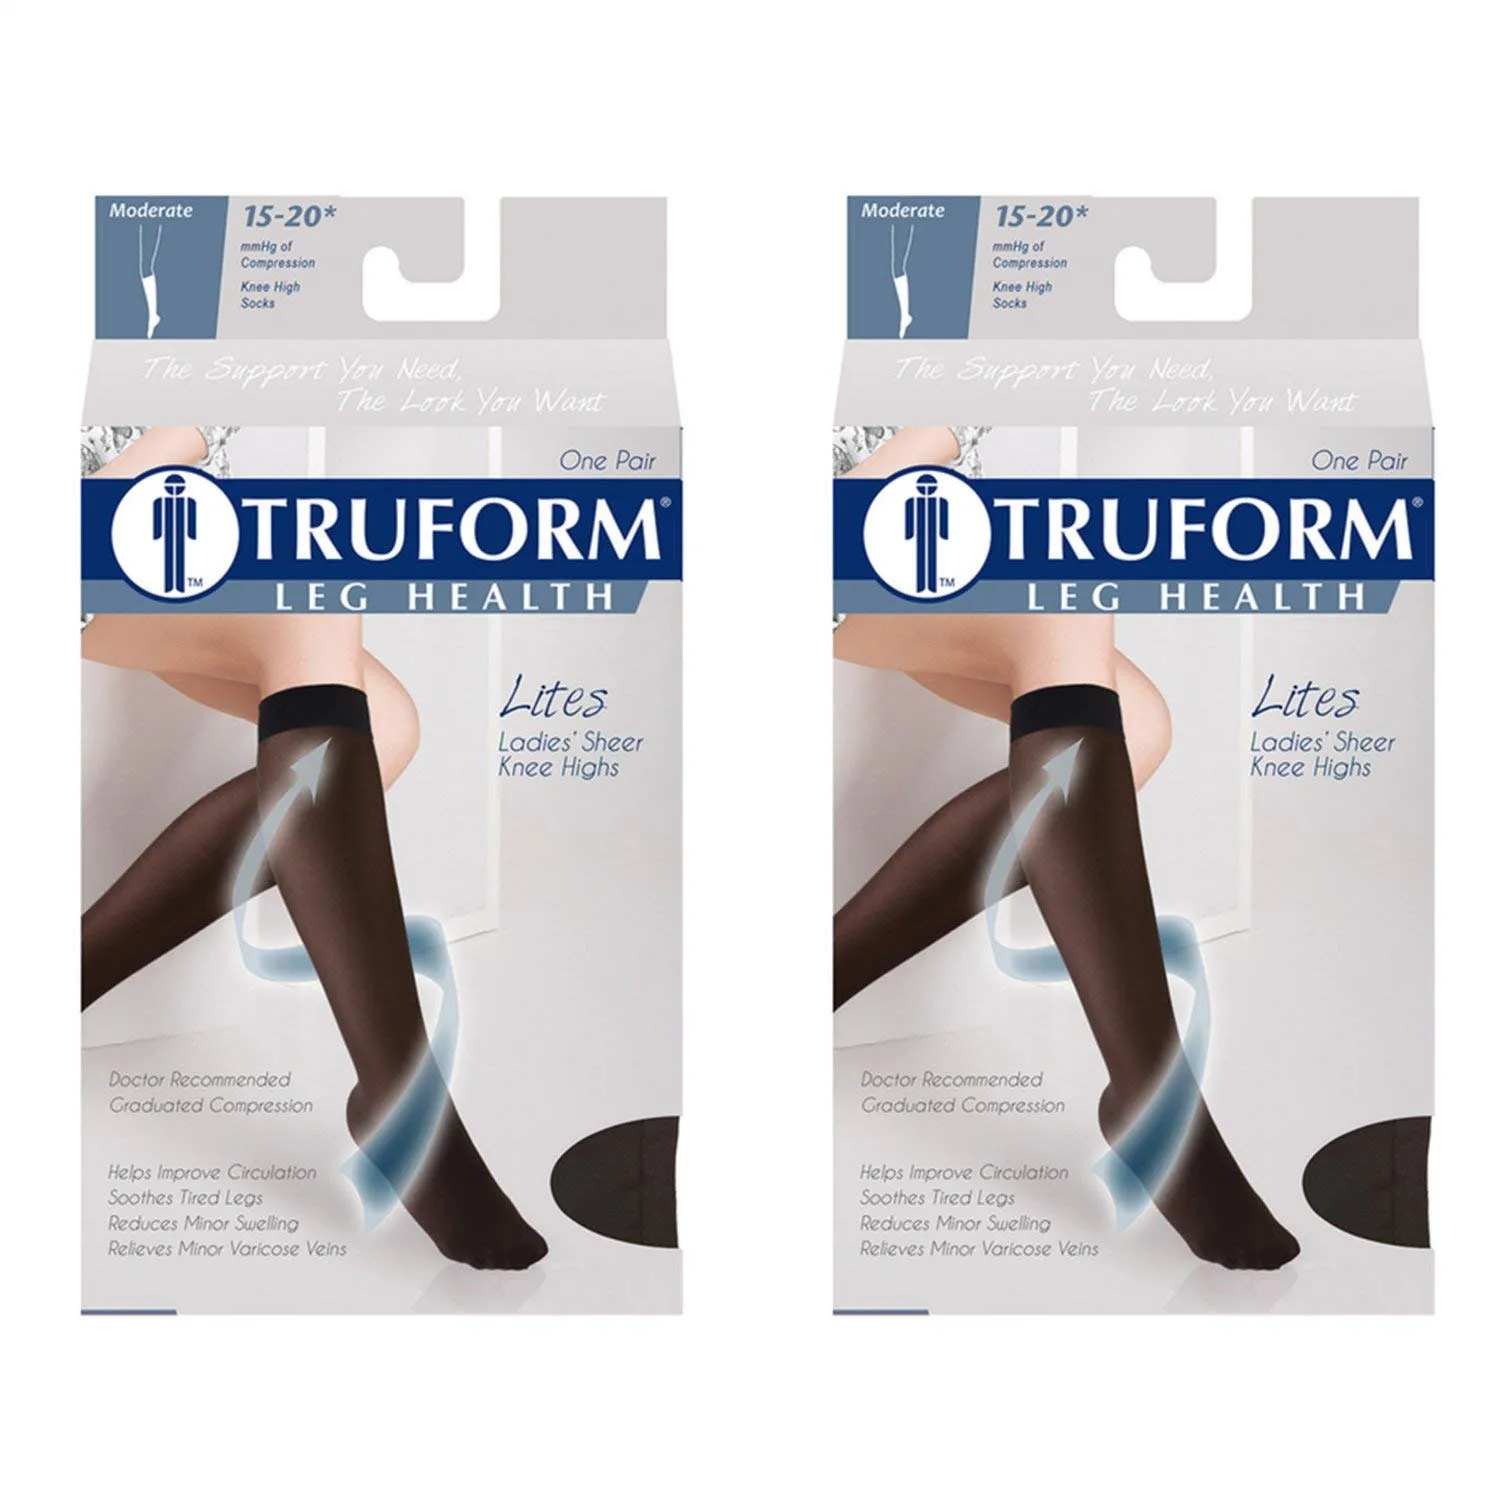 Moderate
15-20*
mmHg of
Compression
Knee High
Socks
The Support You Need,
The Look You Want
One Pair
TRUFORM®
TM
LEG HEALTH
Lites
Ladies' Sheer
Knee Highs
Doctor Recommended
Graduated Compression
Helps Improve Circulation
Soothes Tired Legs
Reduces Minor Swelling
Relieves Minor Varicose Veins
Moderate
15-20*
mmHg of
Compression
Knee High
Socks
The Support You Need,
The Look You Want
One Pair
TRUFORM®
TM
LEG HEALTH
Lites
Ladies' Sheer
Knee Highs
Doctor Recommended
Graduated Compression
Helps Improve Circulation
Soothes Tired Legs
Reduces Minor Swelling
Relieves Minor Varicose Veins